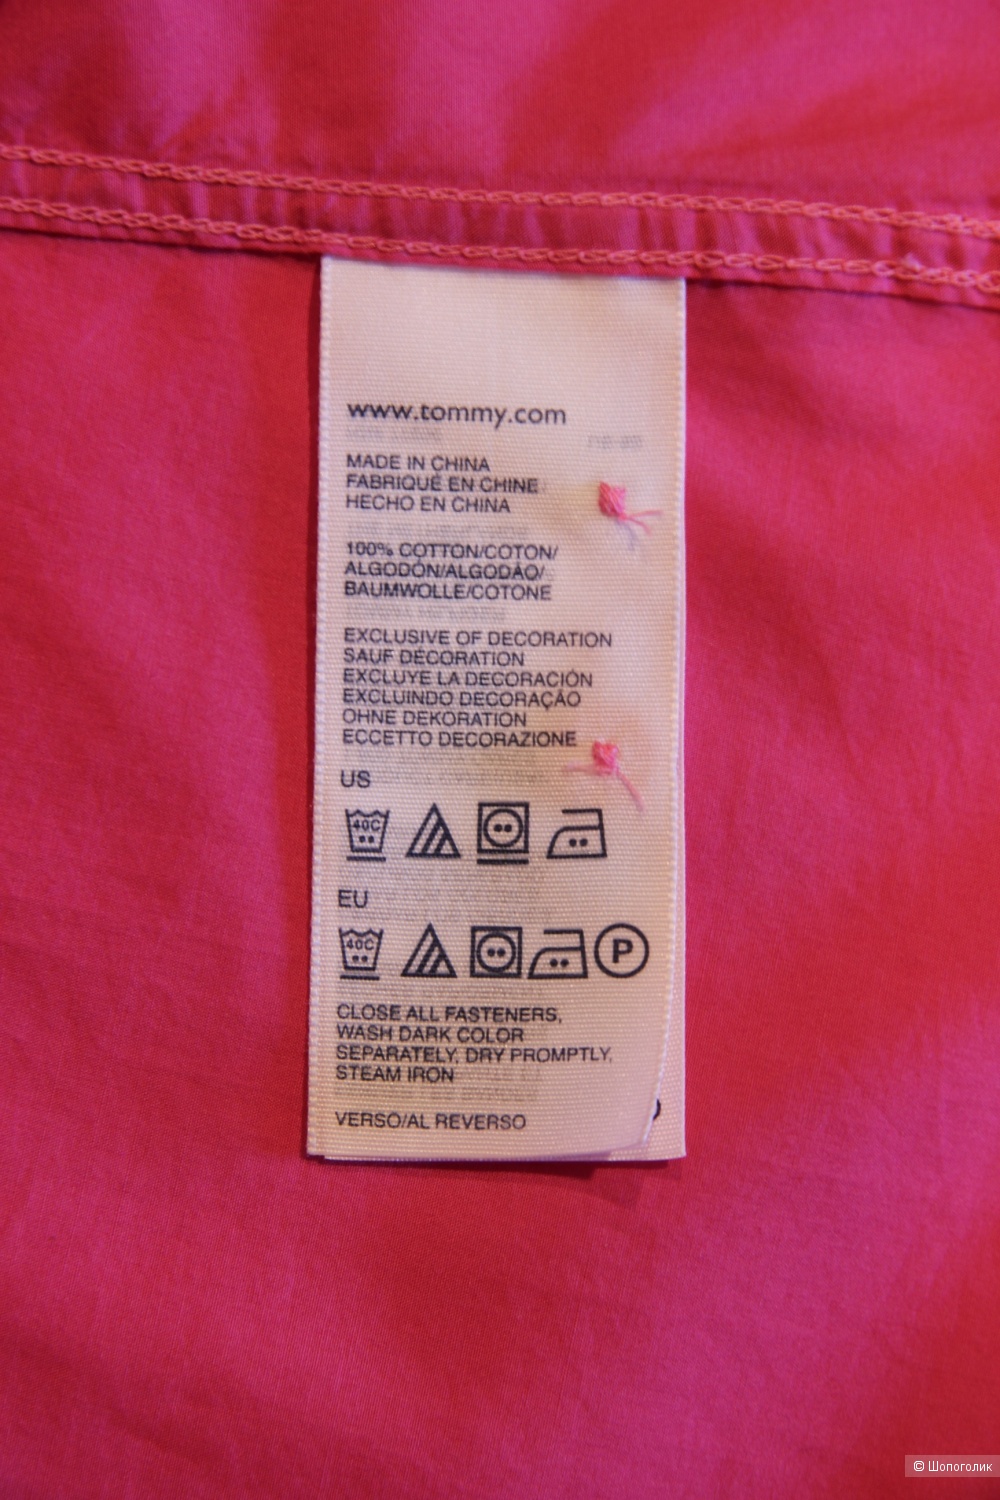 www.tommy.com
MADE IN CHINA
FABRIQUÉ EN CHINE
HECHO EN CHINA
100% COTTON/COTON/
ALGODÓN/ALGODÃO/
BAUMWOLLE/COTONE
EXCLUSIVE OF DECORATION
SAUF DÉCORATION
EXCLUYE LA DECORACIÓN
EXCLUINDO DECORAÇÃO
OHNE DEKORATION
ECCETTO DECORAZIONE
US
40C
EU
40C
P
CLOSE ALL FASTENERS,
WASH DARK COLOR
SEPARATELY, DRY PROMPTLY,
STEAM IRON
VERSO/AL REVERSO
© Шопоголик